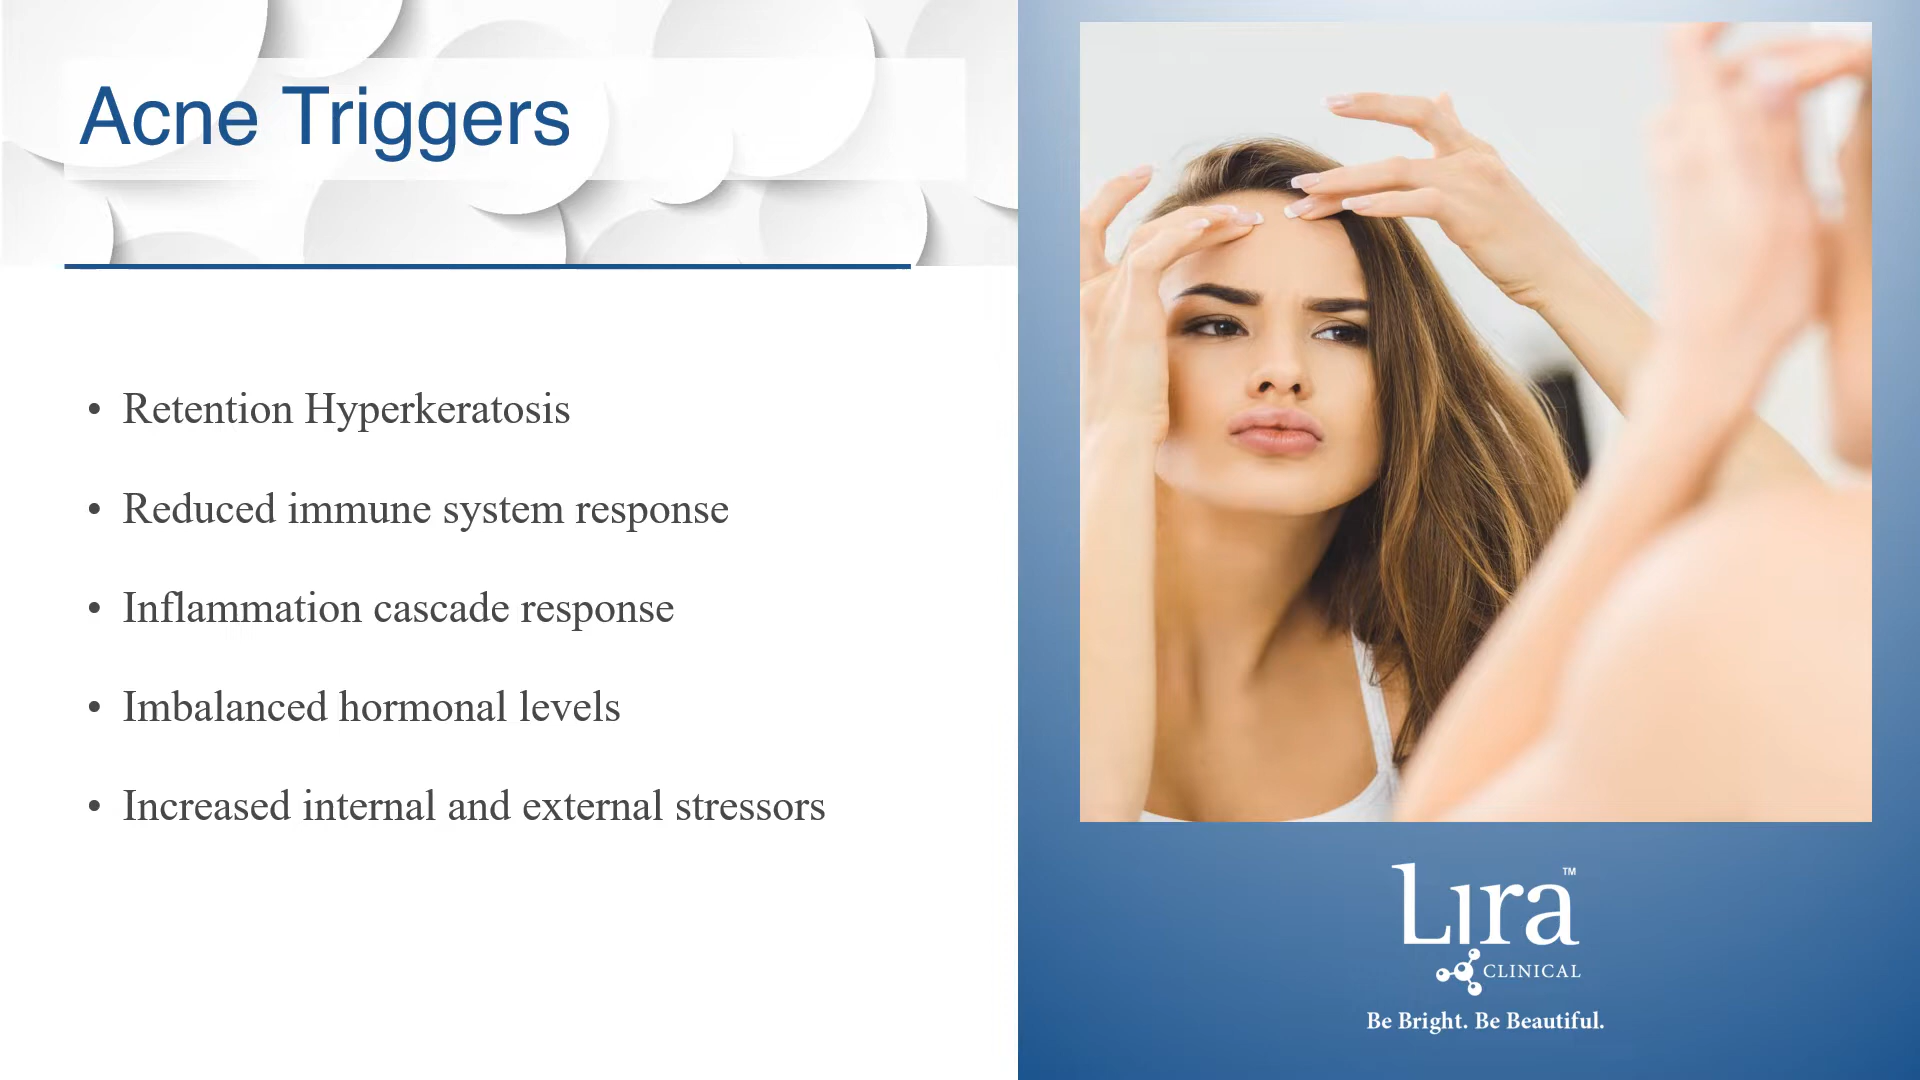 Acne Triggers
• Retention Hyperkeratosis
• Reduced immune system response
• Inflammation cascade response
• Imbalanced hormonal levels
• Increased internal and external stressors
Lira™
CLINICAL
Be Bright. Be Beautiful.